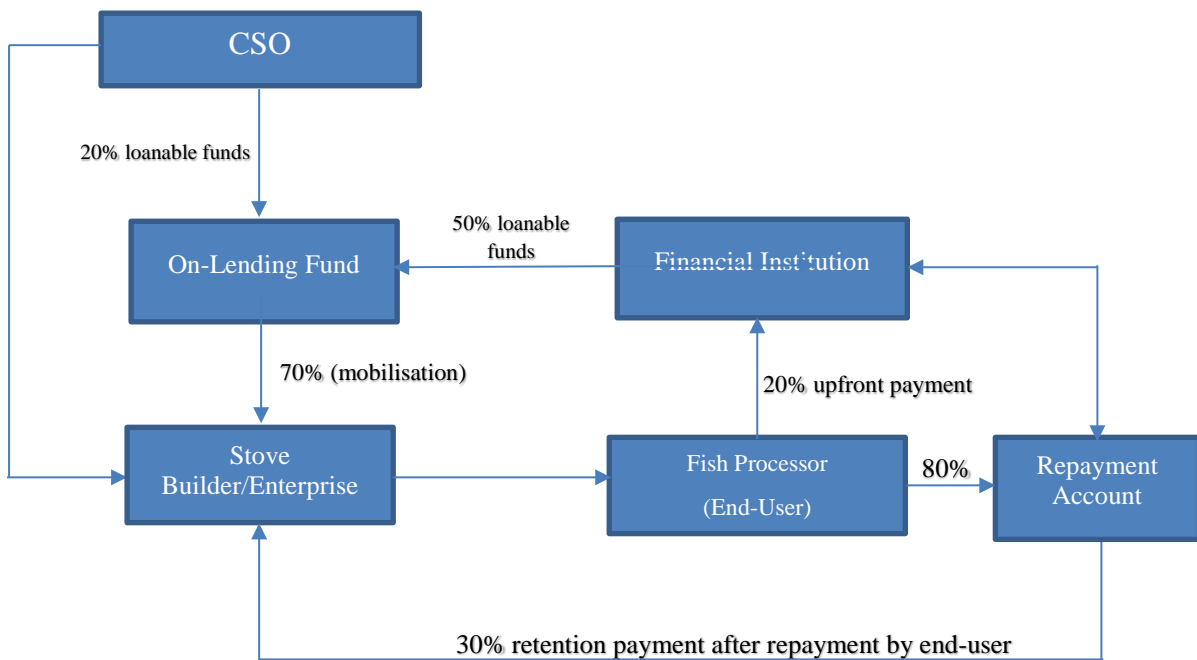 CSO
20% loanable funds
50% loanable
funds
On-Lending Fund
Financial Institution
70% (mobilisation)
20% upfront payment
Stove
Builder/Enterprise
Fish Processor
(End-User)
80%
Repayment
Account
30% retention payment after repayment by end-user